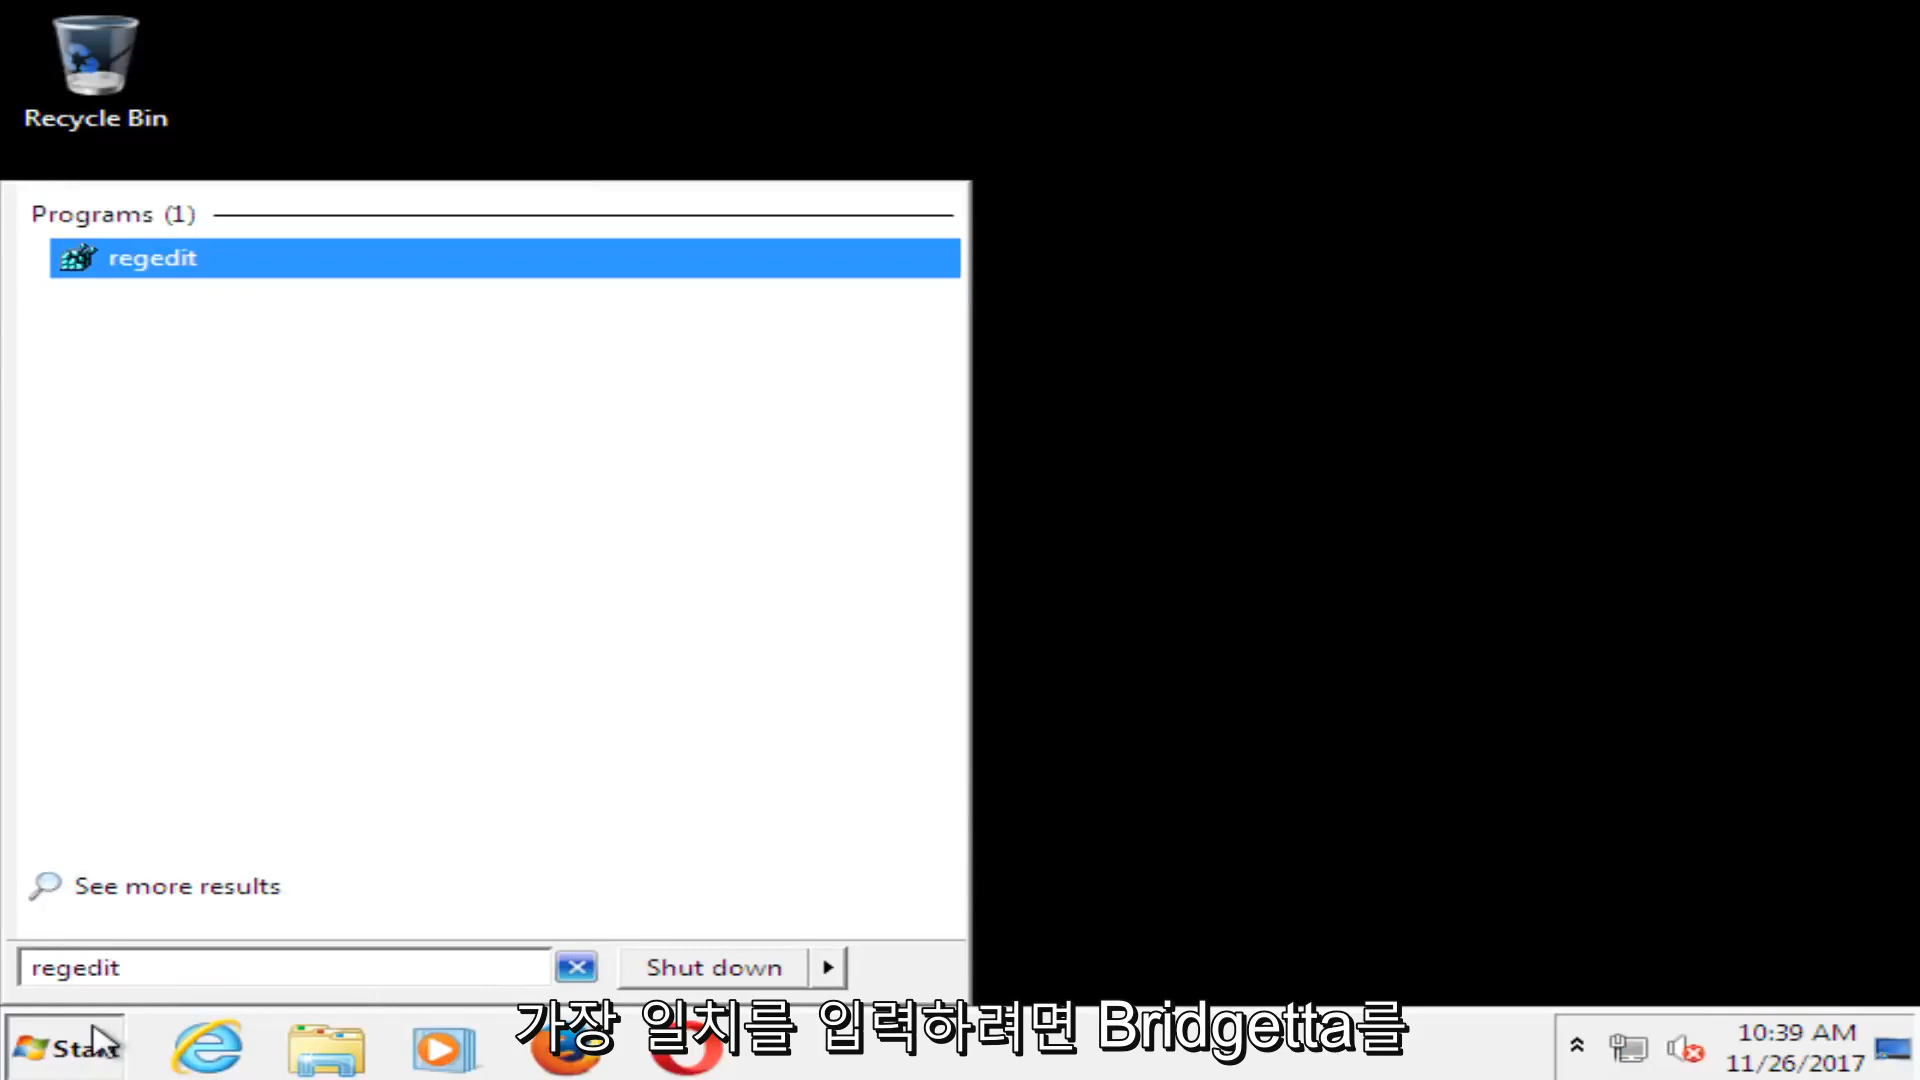 Recycle Bin
Programs (1)
regedit
See more results
regedit
Shut down
가장 일치를 입력하려면 Bridgetta를
Start
10:39 AM
11/26/2017